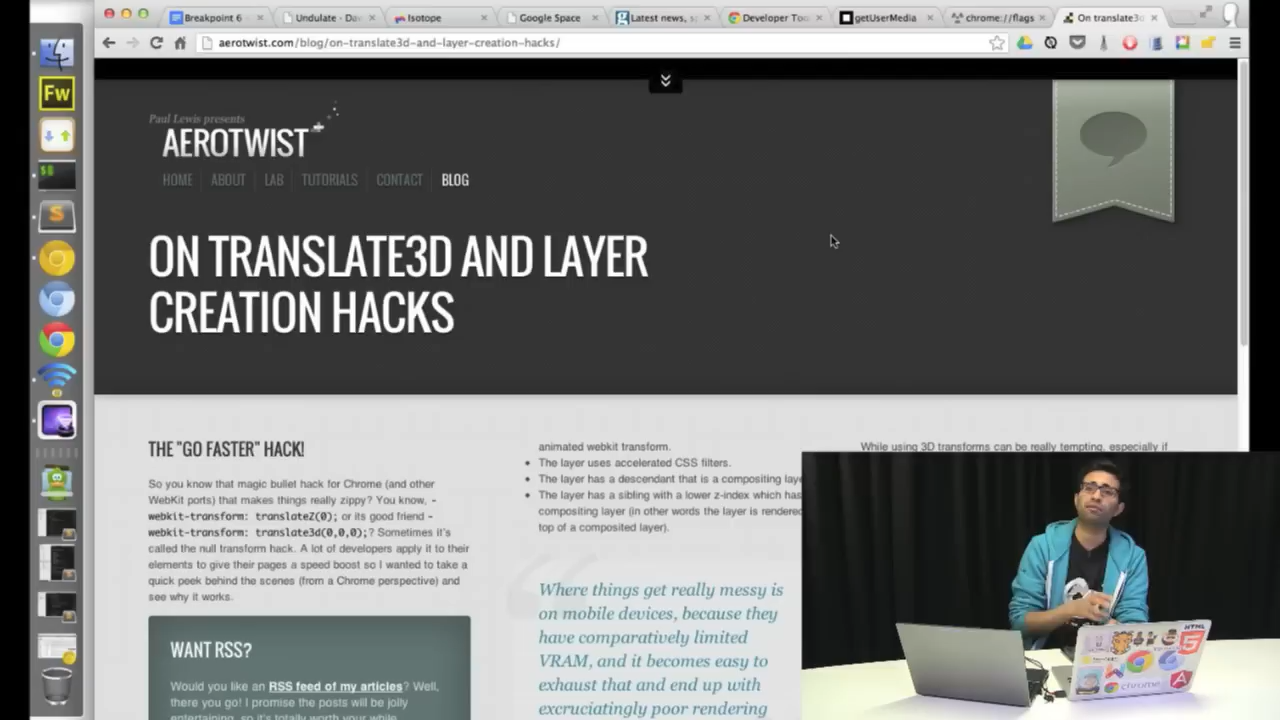 Breakpoint 6
Undulate - Dav
Isotope
Google Space
Latest news, s
Developer Too
getUserMedia
chrome://flags
On translate3d
aerotwist.com/blog/on-translate3d-and-layer-creation-hacks/
Fw
S
Paul Lewis presents
AEROTWIST
HOME
ABOUT
LAB
TUTORIALS
CONTACT
BLOG
ON TRANSLATE3D AND LAYER
CREATION HACKS
THE "GO FASTER" HACK!
So you know that magic bullet hack for Chrome (and other
WebKit ports) that makes things really zippy? You know, -
webkit-transform: translateZ(0); or its good friend -
webkit-transform: translate3d(0,0,0);? Sometimes it's
called the null transform hack. A lot of developers apply it to their
elements to give their pages a speed boost so I wanted to take a
quick peek behind the scenes (from a Chrome perspective) and
see why it works.
WANT RSS?
Would you like an RSS feed of my articles? Well,
there you go! I promise the posts will be jolly
entertaining, so it's totally worth your while
animated webkit transform.
The layer uses accelerated CSS filters.
The layer has a descendant that is a compositing laye
The layer has a sibling with a lower z-index which has
compositing layer (in other words the layer is rendered
top of a composited layer).
Where things get really messy is
on mobile devices, because they
have comparatively limited
VRAM, and it becomes easy to
exhaust that and end up with
excruciatingly poor rendering
While using 3D transforms can be really tempting, especially if
HTML
5
chrome